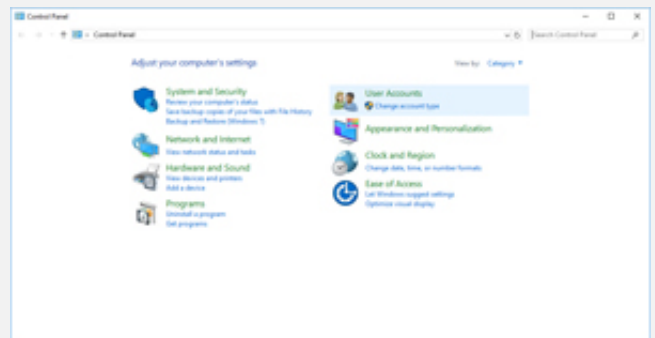 Control Panel
Control Panel
Search Control Panel
Adjust your computer's settings
View by: Category
System and Security
Review your computer's status
Save backup copies of your files with File History
Backup and Restore (Windows 7)
Network and Internet
View network status and tasks
Hardware and Sound
View devices and printers
Add a device
Programs
Uninstall a program
Get programs
User Accounts
Change account type
Appearance and Personalization
Clock and Region
Change date, time, or number formats
Ease of Access
Let Windows suggest settings
Optimize visual display